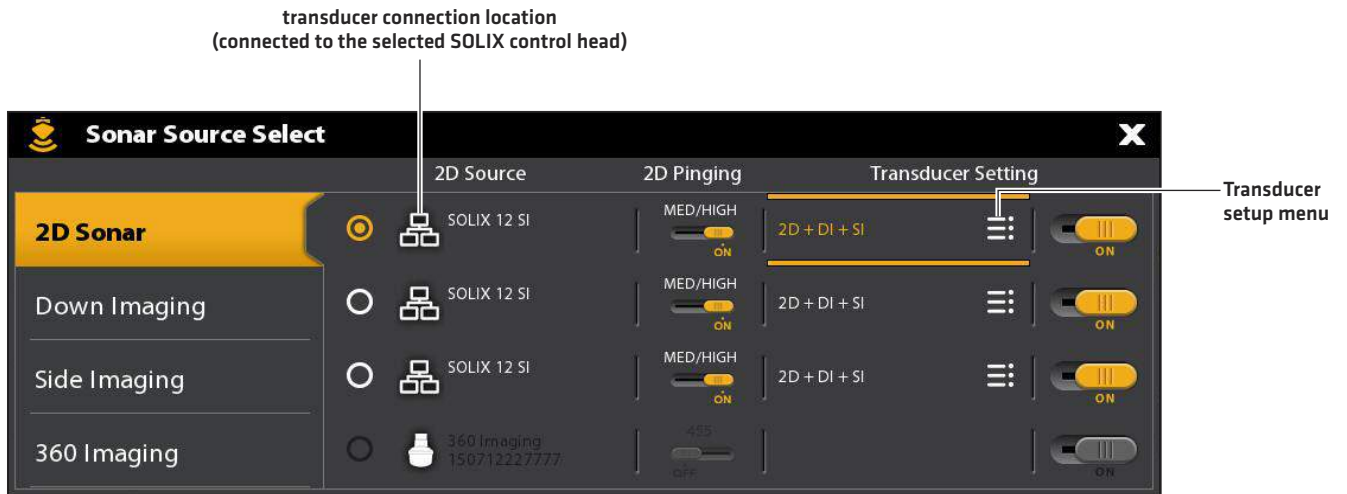 transducer connection location
(connected to the selected SOLIX control head)
Sonar Source Select
X
2D Source 2D Pinging Transducer Setting
Transducer
setup menu
2D Sonar
SOLIX 12 SI
MED/HIGH
ON
2D + DI + SI
ON
Down Imaging
SOLIX 12 SI
MED/HIGH
ON
2D + DI + SI
ON
Side Imaging
SOLIX 12 SI
MED/HIGH
ON
2D + DI + SI
ON
360 Imaging
360 Imaging
150712227777
455
OFF
ON